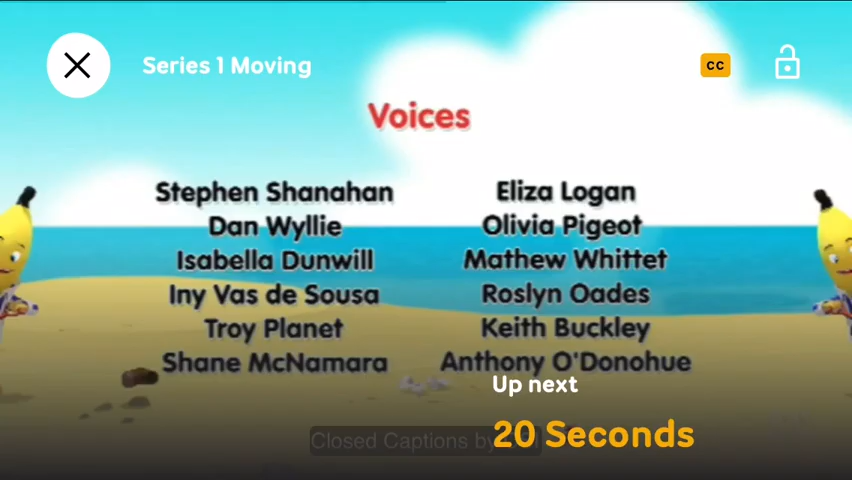 Series 1 Moving
CC
Voices
Stephen Shanahan
Eliza Logan
Dan Wyllie
Olivia Pigeot
Isabella Dunwill
Mathew Whittet
Iny Vas de Sousa
Roslyn Oades
Troy Planet
Keith Buckley
Shane McNamara
Anthony O'Donohue
Up next
20 Seconds
Closed Captions by